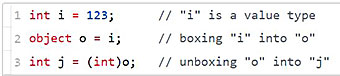 1 int i = 123;      // "i" is a value type
2 object o = i;     // boxing "i" into "o"
3 int j = (int)o;   // unboxing "o" into "j"